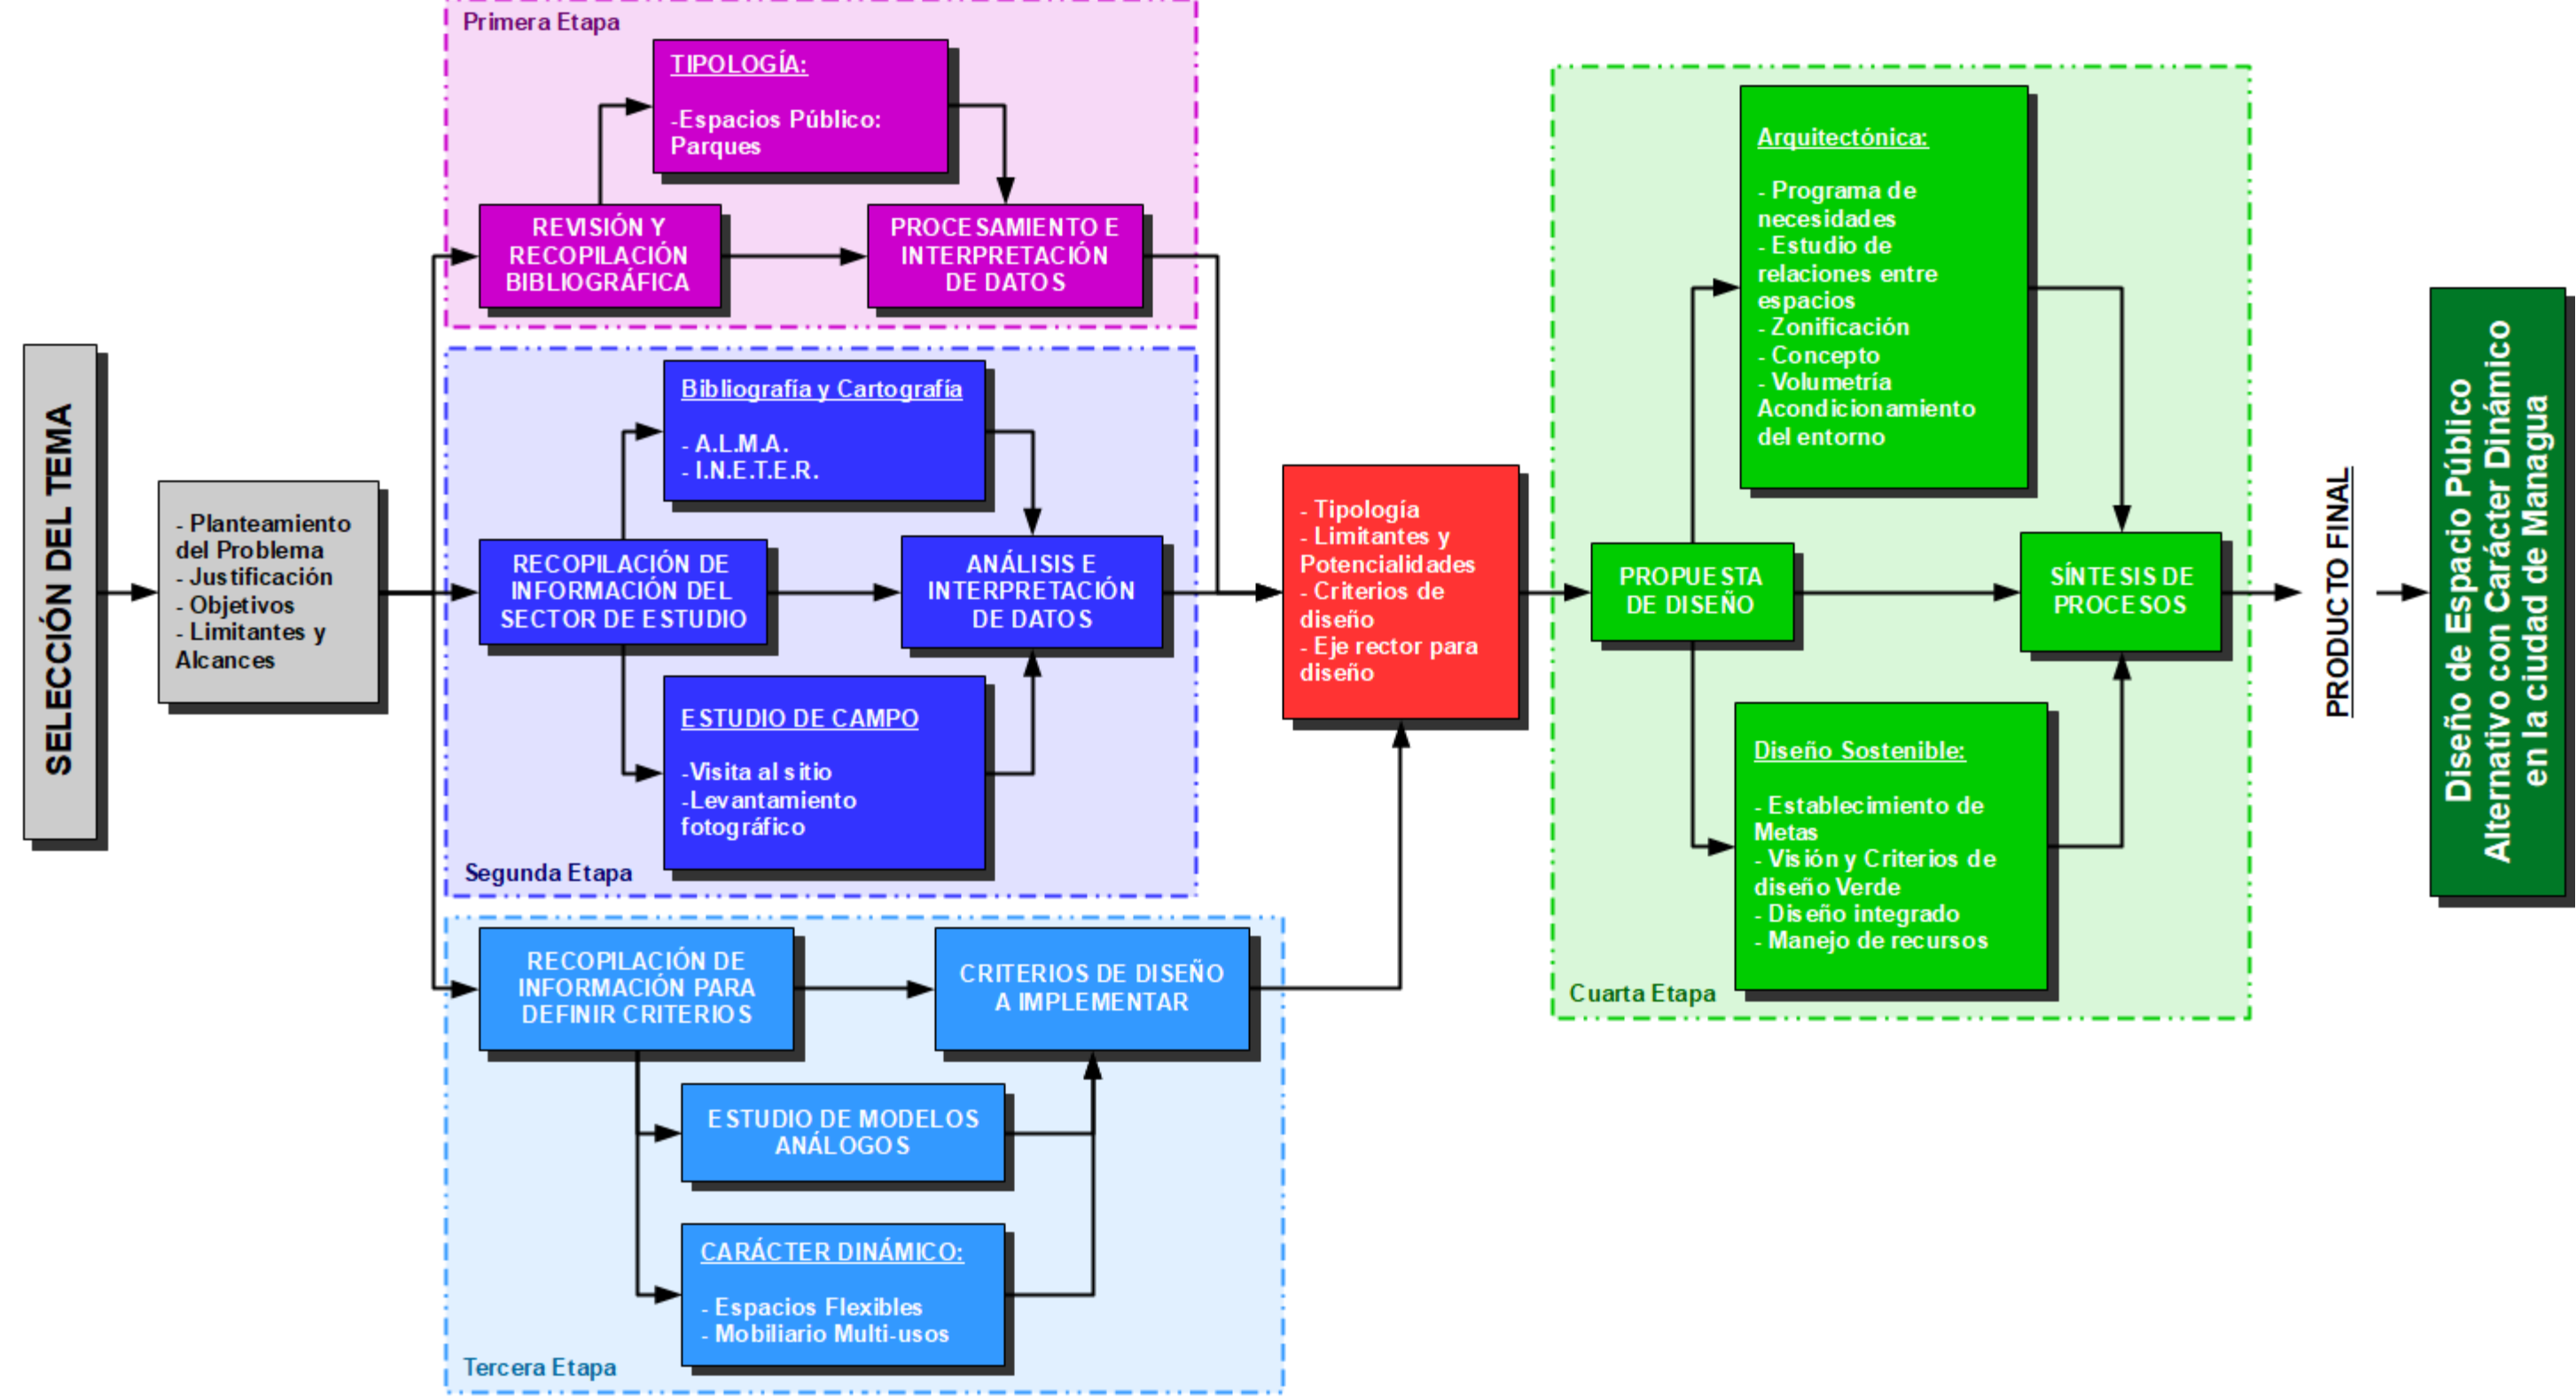 SELECCIÓN DEL TEMA
- Planteamiento
del Problema
- Justificación
- Objetivos
- Limitantes y
Alcances
Primera Etapa
TIPOLOGÍA:
-Espacios Público:
Parques
REVISIÓN Y
RECOPILACIÓN
BIBLIOGRÁFICA
PROCESAMIENTO E
INTERPRETACIÓN
DE DATOS
Bibliografía y Cartografía
- A.L.M.A.
- I.N.E.T.E.R.
RECOPILACIÓN DE
INFORMACIÓN DEL
SECTOR DE ESTUDIO
ANÁLISIS E
INTERPRETACIÓN
DE DATOS
ESTUDIO DE CAMPO
-Visita al sitio
-Levantamiento
fotográfico
Segunda Etapa
RECOPILACIÓN DE
INFORMACIÓN PARA
DEFINIR CRITERIOS
CRITERIOS DE DISEÑO
A IMPLEMENTAR
ESTUDIO DE MODELOS
ANÁLOGOS
CARÁCTER DINÁMICO:
- Espacios Flexibles
- Mobiliario Multi-usos
Tercera Etapa
- Tipología
- Limitantes y
Potencialidades
- Criterios de
diseño
- Eje rector para
diseño
Arquitectónica:
- Programa de
necesidades
- Estudio de
relaciones entre
espacios
- Zonificación
- Concepto
- Volumetría
Acondicionamiento
del entorno
PROPUESTA
DE DISEÑO
SÍNTESIS DE
PROCESOS
Diseño Sostenible:
- Establecimiento de
Metas
- Visión y Criterios de
diseño Verde
- Diseño integrado
- Manejo de recursos
Cuarta Etapa
PRODUCTO FINAL
Diseño de Espacio Público
Alternativo con Carácter Dinámico
en la ciudad de Managua